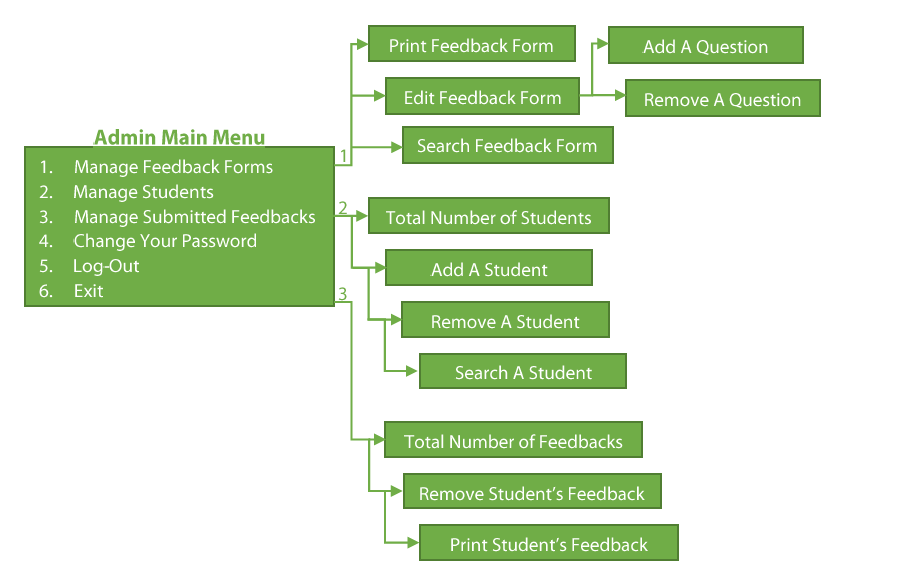 Admin Main Menu
1. Manage Feedback Forms
2. Manage Students
3. Manage Submitted Feedbacks
4. Change Your Password
5. Log-Out
6. Exit
1
Print Feedback Form
Edit Feedback Form
Add A Question
Remove A Question
Search Feedback Form
2
Total Number of Students
Add A Student
Remove A Student
Search A Student
3
Total Number of Feedbacks
Remove Student’s Feedback
Print Student’s Feedback